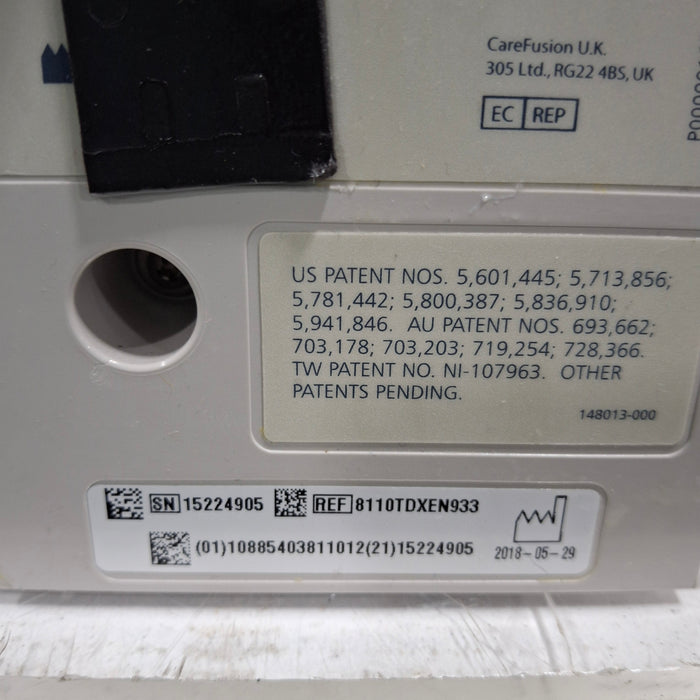 CareFusion U.K.
305 Ltd., RG22 4BS, UK
EC REP
US PATENT NOS. 5,601,445; 5,713,856;
5,781,442; 5,800,387; 5,836,910;
5,941,846. AU PATENT NOS. 693,662;
703,178; 703,203; 719,254; 728,366.
TW PATENT NO. NI-107963. OTHER
PATENTS PENDING.
148013-000
SN 15224905 REF 8110TDXEN933
(01)10885403811012(21)15224905
2018-05-29